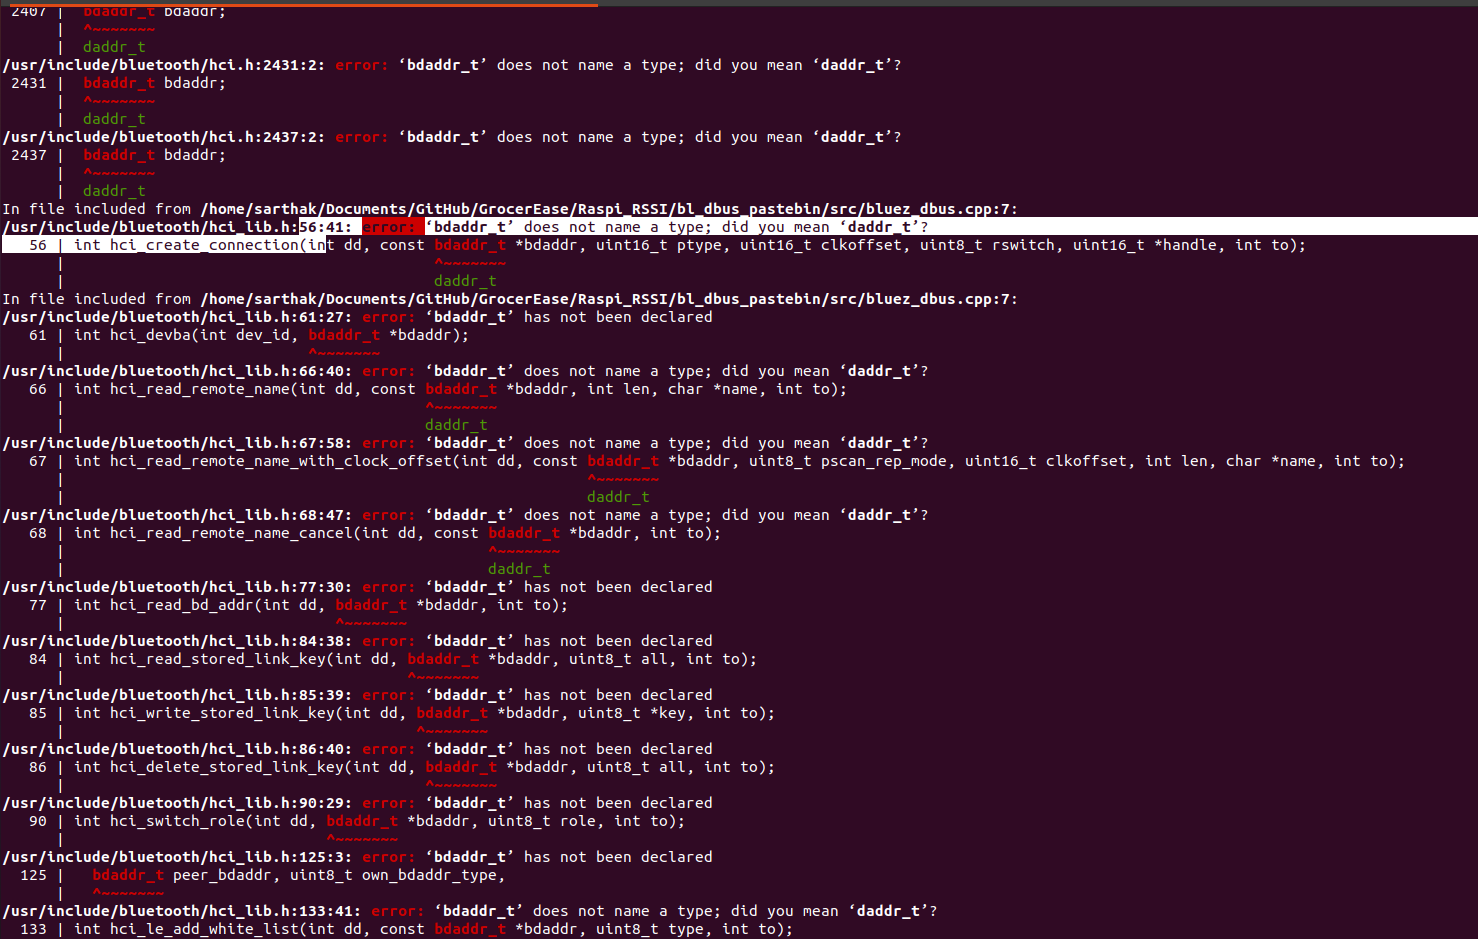 2407 |  bdaddr_t bdaddr;
|  ^~~~~~~~
|  daddr_t
/usr/include/bluetooth/hci.h:2431:2: error: ‘bdaddr_t’ does not name a type; did you mean ‘daddr_t’?
2431 |  bdaddr_t bdaddr;
|  ^~~~~~~~
|  daddr_t
/usr/include/bluetooth/hci.h:2437:2: error: ‘bdaddr_t’ does not name a type; did you mean ‘daddr_t’?
2437 |  bdaddr_t bdaddr;
|  ^~~~~~~~
|  daddr_t
In file included from /home/sarthak/Documents/GitHub/GrocerEase/Raspi_RSSI/bl_dbus_pastebin/src/bluez_dbus.cpp:7:
/usr/include/bluetooth/hci_lib.h:56:41: error: ‘bdaddr_t’ does not name a type; did you mean ‘daddr_t’?
56 | int hci_create_connection(int dd, const bdaddr_t *bdaddr, uint16_t ptype, uint16_t clkoffset, uint8_t rswitch, uint16_t *handle, int to);
|                                         ^~~~~~~~
|                                         daddr_t
In file included from /home/sarthak/Documents/GitHub/GrocerEase/Raspi_RSSI/bl_dbus_pastebin/src/bluez_dbus.cpp:7:
/usr/include/bluetooth/hci_lib.h:61:27: error: ‘bdaddr_t’ has not been declared
61 | int hci_devba(int dev_id, bdaddr_t *bdaddr);
|                           ^~~~~~~~
/usr/include/bluetooth/hci_lib.h:66:40: error: ‘bdaddr_t’ does not name a type; did you mean ‘daddr_t’?
66 | int hci_read_remote_name(int dd, const bdaddr_t *bdaddr, int len, char *name, int to);
|                                        ^~~~~~~~
|                                        daddr_t
/usr/include/bluetooth/hci_lib.h:67:58: error: ‘bdaddr_t’ does not name a type; did you mean ‘daddr_t’?
67 | int hci_read_remote_name_with_clock_offset(int dd, const bdaddr_t *bdaddr, uint8_t pscan_rep_mode, uint16_t clkoffset, int len, char *name, int to);
|                                                          ^~~~~~~~
|                                                          daddr_t
/usr/include/bluetooth/hci_lib.h:68:47: error: ‘bdaddr_t’ does not name a type; did you mean ‘daddr_t’?
68 | int hci_read_remote_name_cancel(int dd, const bdaddr_t *bdaddr, int to);
|                                               ^~~~~~~~
|                                               daddr_t
/usr/include/bluetooth/hci_lib.h:77:30: error: ‘bdaddr_t’ has not been declared
77 | int hci_read_bd_addr(int dd, bdaddr_t *bdaddr, int to);
|                              ^~~~~~~~
/usr/include/bluetooth/hci_lib.h:84:38: error: ‘bdaddr_t’ has not been declared
84 | int hci_read_stored_link_key(int dd, bdaddr_t *bdaddr, uint8_t all, int to);
|                                      ^~~~~~~~
/usr/include/bluetooth/hci_lib.h:85:39: error: ‘bdaddr_t’ has not been declared
85 | int hci_write_stored_link_key(int dd, bdaddr_t *bdaddr, uint8_t *key, int to);
|                                       ^~~~~~~~
/usr/include/bluetooth/hci_lib.h:86:40: error: ‘bdaddr_t’ has not been declared
86 | int hci_delete_stored_link_key(int dd, bdaddr_t *bdaddr, uint8_t all, int to);
|                                        ^~~~~~~~
/usr/include/bluetooth/hci_lib.h:90:29: error: ‘bdaddr_t’ has not been declared
90 | int hci_switch_role(int dd, bdaddr_t *bdaddr, uint8_t role, int to);
|                             ^~~~~~~~
/usr/include/bluetooth/hci_lib.h:125:3: error: ‘bdaddr_t’ has not been declared
125 |   bdaddr_t peer_bdaddr, uint8_t own_bdaddr_type,
|   ^~~~~~~~
/usr/include/bluetooth/hci_lib.h:133:41: error: ‘bdaddr_t’ does not name a type; did you mean ‘daddr_t’?
133 | int hci_le_add_white_list(int dd, const bdaddr_t *bdaddr, uint8_t type, int to);